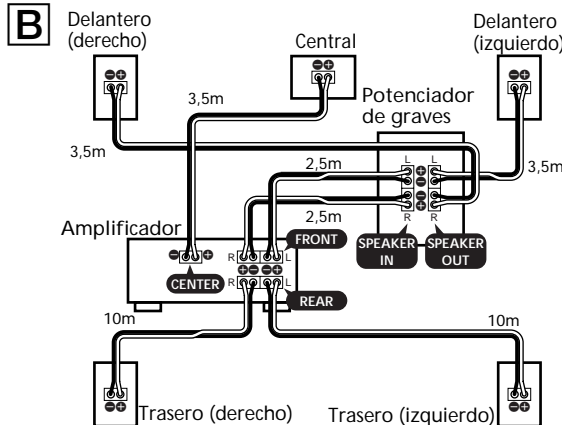 B
Delantero
(derecho)
Central
Delantero
(izquierdo)
⊖⊕
⊖⊕
⊖⊕
3,5m
Potenciador
de graves
3,5m
2,5m
L L
⊕ ⊕
⊖ ⊖
3,5m
2,5m
⊕ ⊕
R R
Amplificador
FRONT
SPEAKER
IN
SPEAKER
OUT
⊖ ⊕
R L
CENTER
⊕⊖⊖⊕
R L
REAR
10m
10m
⊖⊕
⊖⊕
Trasero (derecho)
Trasero (izquierdo)